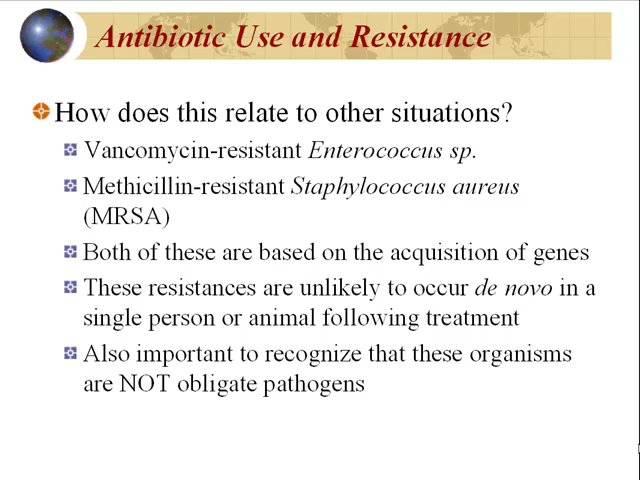 Antibiotic Use and Resistance
How does this relate to other situations?
Vancomycin-resistant Enterococcus sp.
Methicillin-resistant Staphylococcus aureus
(MRSA)
Both of these are based on the acquisition of genes
These resistances are unlikely to occur de novo in a
single person or animal following treatment
Also important to recognize that these organisms
are NOT obligate pathogens